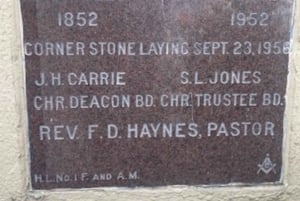 1852 1952
CORNER STONE LAYING SEPT. 23, 1956
J. H. CARRIE S. L. JONES
CHR. DEACON BD. CHR. TRUSTEE BD.
REV. F. D. HAYNES, PASTOR
H. L. NO. 1 F. AND A. M.